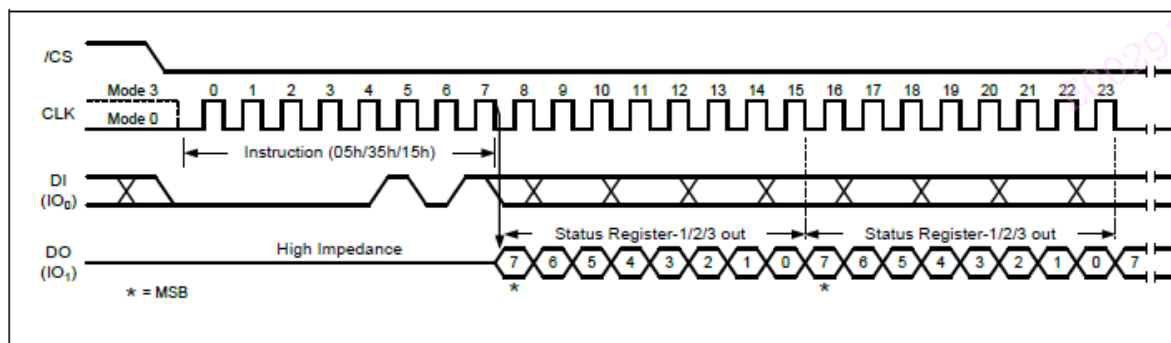 /CS
Mode 3 0 1 2 3 4 5 6 7 8 9 10 11 12 13 14 15 16 17 18 19 20 21 22 23
CLK
Mode 0
Instruction (05h/35h/15h)
DI
(IO0)
Status Register-1/2/3 out Status Register-1/2/3 out
DO High Impedance
(IO1) 7 6 5 4 3 2 1 0 7 6 5 4 3 2 1 0 7
* *
* = MSB